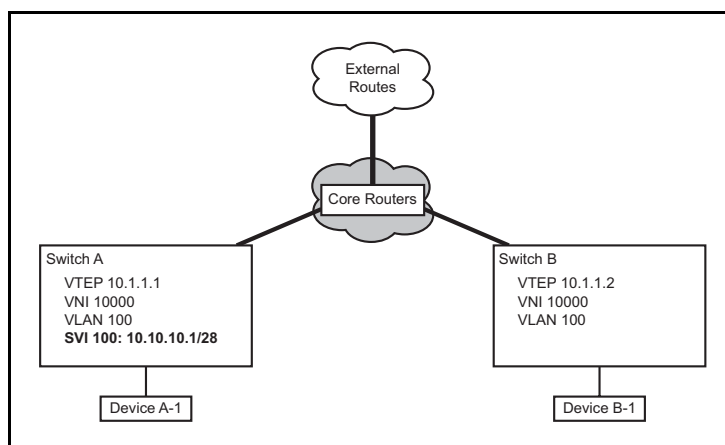 External
Routes
Core Routers
Switch A
VTEP 10.1.1.1
VNI 10000
VLAN 100
SVI 100: 10.10.10.1/28
Device A-1
Switch B
VTEP 10.1.1.2
VNI 10000
VLAN 100
Device B-1